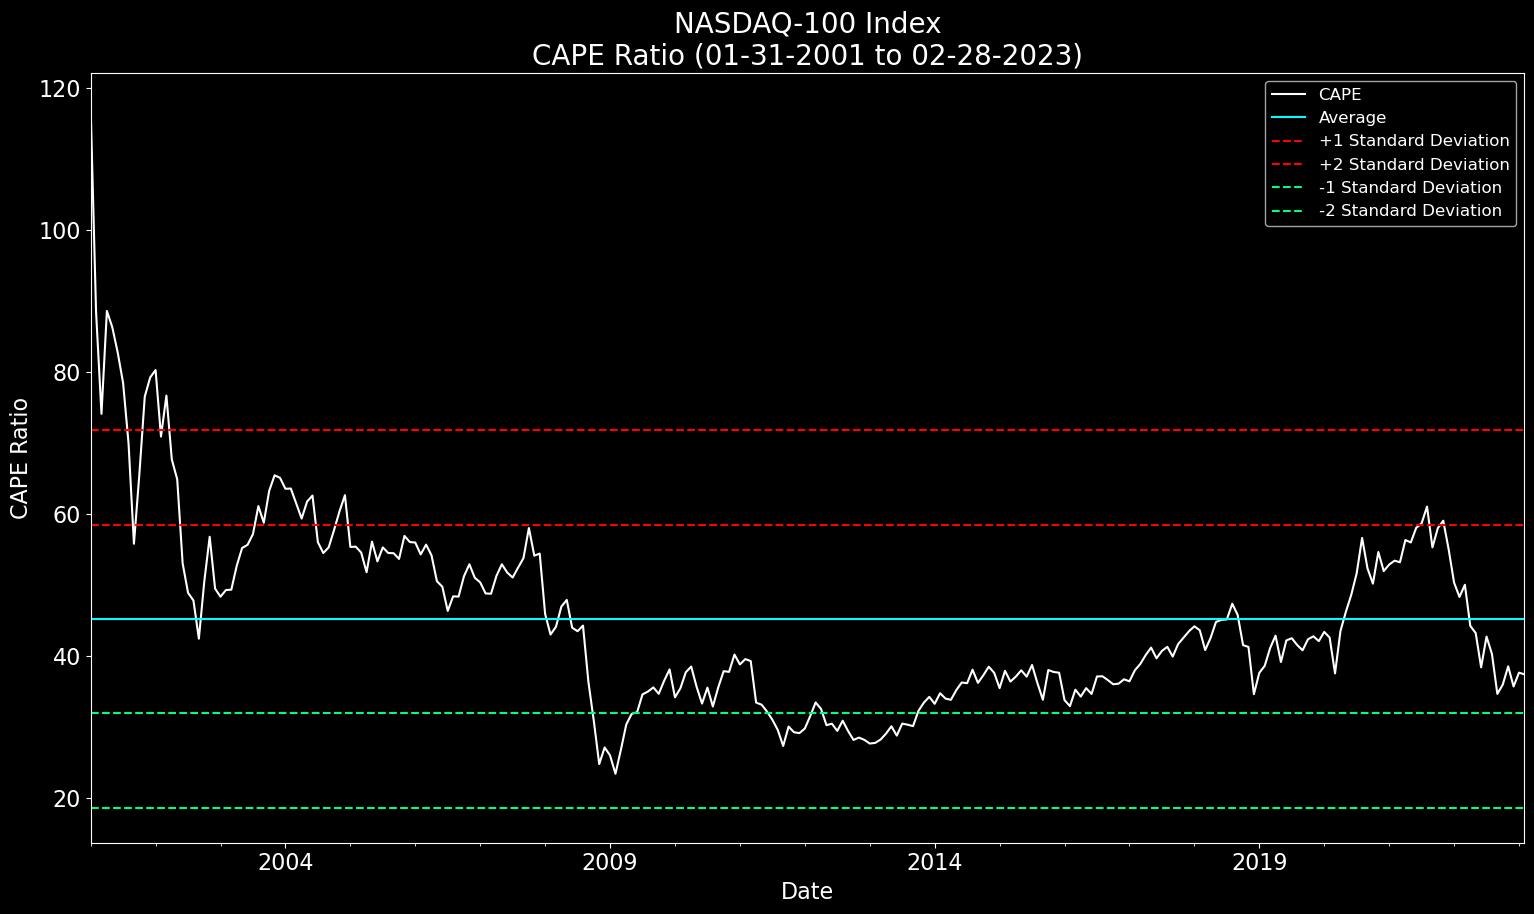 NASDAQ-100 Index
CAPE Ratio (01-31-2001 to 02-28-2023)
CAPE
Average
+1 Standard Deviation
+2 Standard Deviation
-1 Standard Deviation
-2 Standard Deviation
CAPE Ratio
120
100
80
60
40
20
2004
2009
2014
2019
Date